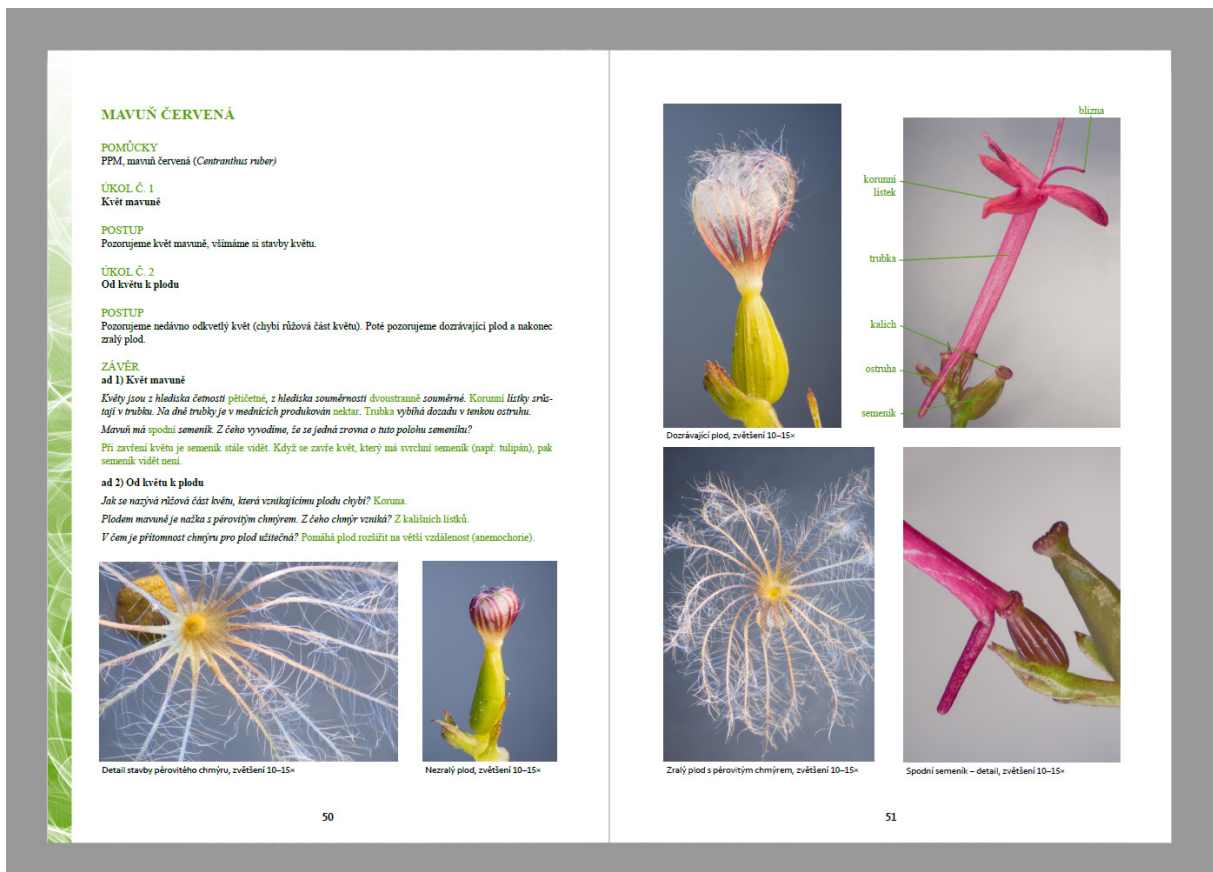 MAVUŇ ČERVENÁ
POMŮCKY
PPM, mavuň červená (Centranthus ruber)
ÚKOL Č. 1
Květ mavuně
POSTUP
Pozorujeme květ mavuně, všímáme si stavby květu.
ÚKOL Č. 2
Od květu k plodu
POSTUP
Pozorujeme nedávno odkvetlý květ (chybí růžová část květu). Poté pozorujeme dozrávající plod a nakonec
zralý plod.
ZÁVĚR
ad 1) Květ mavuně
Květy jsou z hlediska četnosti pětičetné, z hlediska souměrnosti dvoustranně souměrné. Korunní lístky srůs-
tají v trubku. Na dně trubky je v mednících produkován nektar. Trubka vybíhá dozadu v tenkou ostruhu.
Mavuň má spodní semeník. Z čeho vyvodíme, že se jedná zrovna o tuto polohu semeníku?
Při zavření květu je semeník stále vidět. Když se zavře květ, který má svrchní semeník (např. tulipán), pak
semeník vidět není.
ad 2) Od květu k plodu
Jak se nazývá růžová část květu, která vznikajícímu plodu chybí? Koruna.
Plodem mavuně je nažka s pérovitým chmýrem. Z čeho chmýr vzniká? Z kališních lístků.
V čem je přítomnost chmýru pro plod užitečná? Pomáhá plod rozšířit na větší vzdálenost (anemochorie).
Detail stavby pérovitého chmýru, zvětšení 10–15×
Nezralý plod, zvětšení 10–15×
50
blizna
korunní
lístek
trubka
kalich
ostruha
semeník
Dozrávající plod, zvětšení 10–15×
Zralý plod s pérovitým chmýrem, zvětšení 10–15×
Spodní semeník – detail, zvětšení 10–15×
51